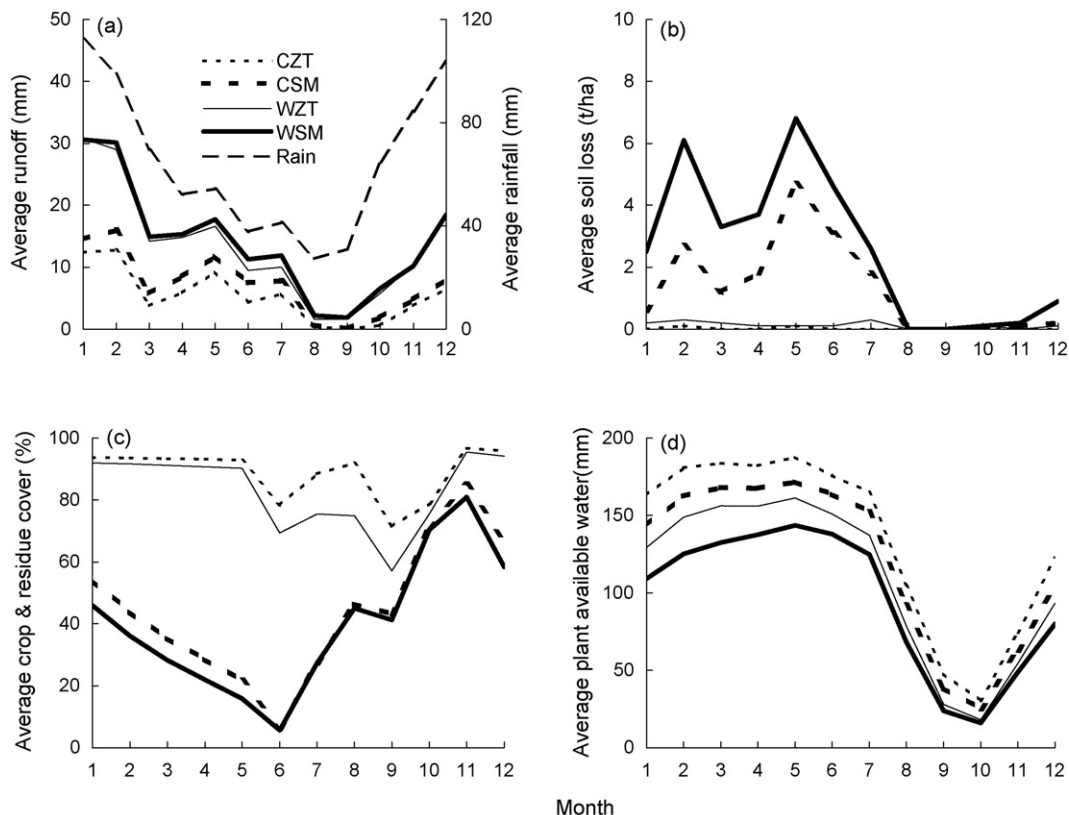 (a)
Average runoff (mm)
50
40
30
20
10
0
CZT
CSM
WZT
WSM
Rain
120
80
40
0
Average rainfall (mm)
1 2 3 4 5 6 7 8 9 10 11 12
(b)
Average soil loss (t/ha)
10
8
6
4
2
0
1 2 3 4 5 6 7 8 9 10 11 12
(c)
Average crop & residue cover (%)
100
80
60
40
20
0
1 2 3 4 5 6 7 8 9 10 11 12
(d)
Average plant available water(mm)
200
150
100
50
0
1 2 3 4 5 6 7 8 9 10 11 12
Month